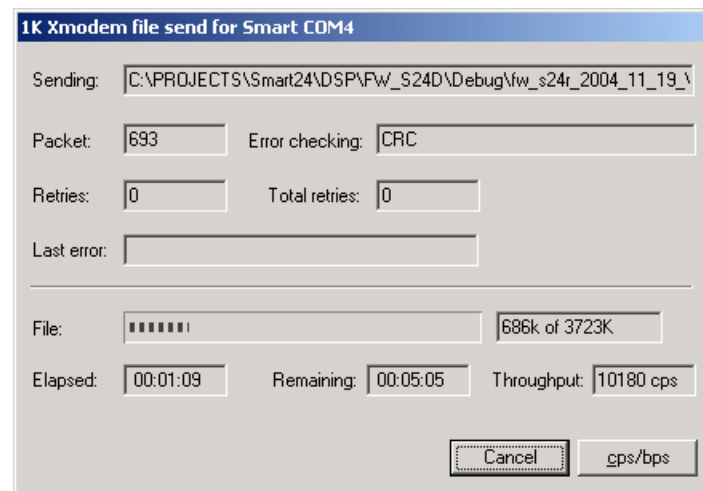 1K Xmodem file send for Smart COM4
Sending: C:\PROJECTS\Smart24\DSP\FW_S24D\Debug\fw_s24r_2004_11_19_\
Packet: 693 Error checking: CRC
Retries: 0 Total retries: 0
Last error:
File: 686k of 3723K
Elapsed: 00:01:09 Remaining: 00:05:05 Throughput: 10180 cps
Cancel cps/bps